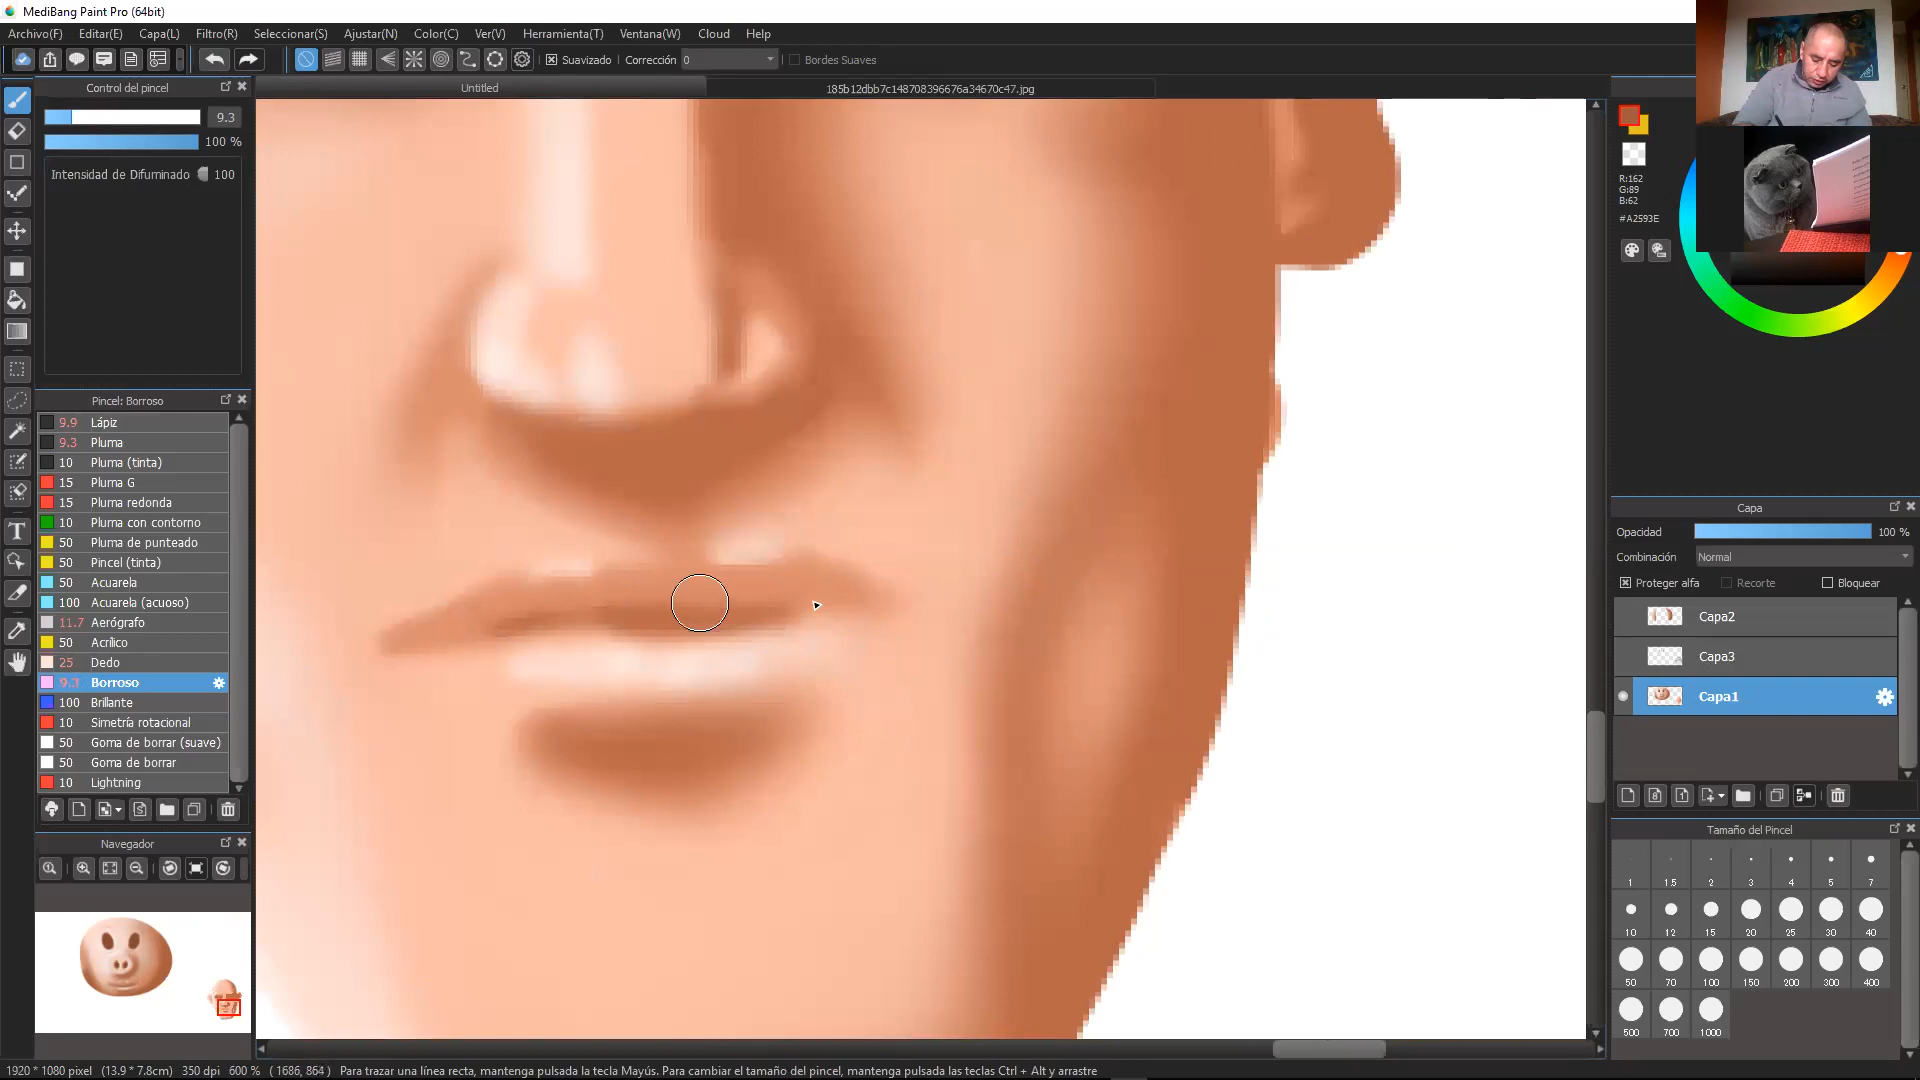 MediBang Paint Pro (64bit)
Archivo(F) Editar(E) Capa(L) Filtro(R) Seleccionar(S) Ajustar(N) Color(C) Ver(V) Herramienta(T) Ventana(W) Cloud Help
Suavizado Corrección 0 Bordes Suaves
Control del pincel
Untitled 185b12dbb7c148708396676a34670c47.jpg
9.3
100 %
Intensidad de Difuminado 100
Pincel: Borroso
9.9 Lápiz
9.3 Pluma
10 Pluma (tinta)
15 Pluma G
15 Pluma redonda
10 Pluma con contorno
50 Pluma de punteado
50 Pincel (tinta)
50 Acuarela
100 Acuarela (acuoso)
11.7 Aerógrafo
50 Acrílico
25 Dedo
9.3 Borroso
100 Brillante
10 Simetría rotacional
50 Goma de borrar (suave)
50 Goma de borrar
10 Lightning
Navegador
R:162
G:89
B:62
#A2593E
Capa
Opacidad 100 %
Combinación Normal
Proteger alfa Recorte Bloquear
Capa2
Capa3
Capa1
Tamaño del Pincel
1 1.5 2 3 4 5 7
10 12 15 20 25 30 40
50 70 100 150 200 300 400
500 700 1000
1920 * 1080 pixel (13.9 * 7.8cm) 350 dpi 600 % ( 1686, 864 ) Para trazar una línea recta, mantenga pulsada la tecla Mayús. Para cambiar el tamaño del pincel, mantenga pulsadas las teclas Ctrl + Alt y arrastre